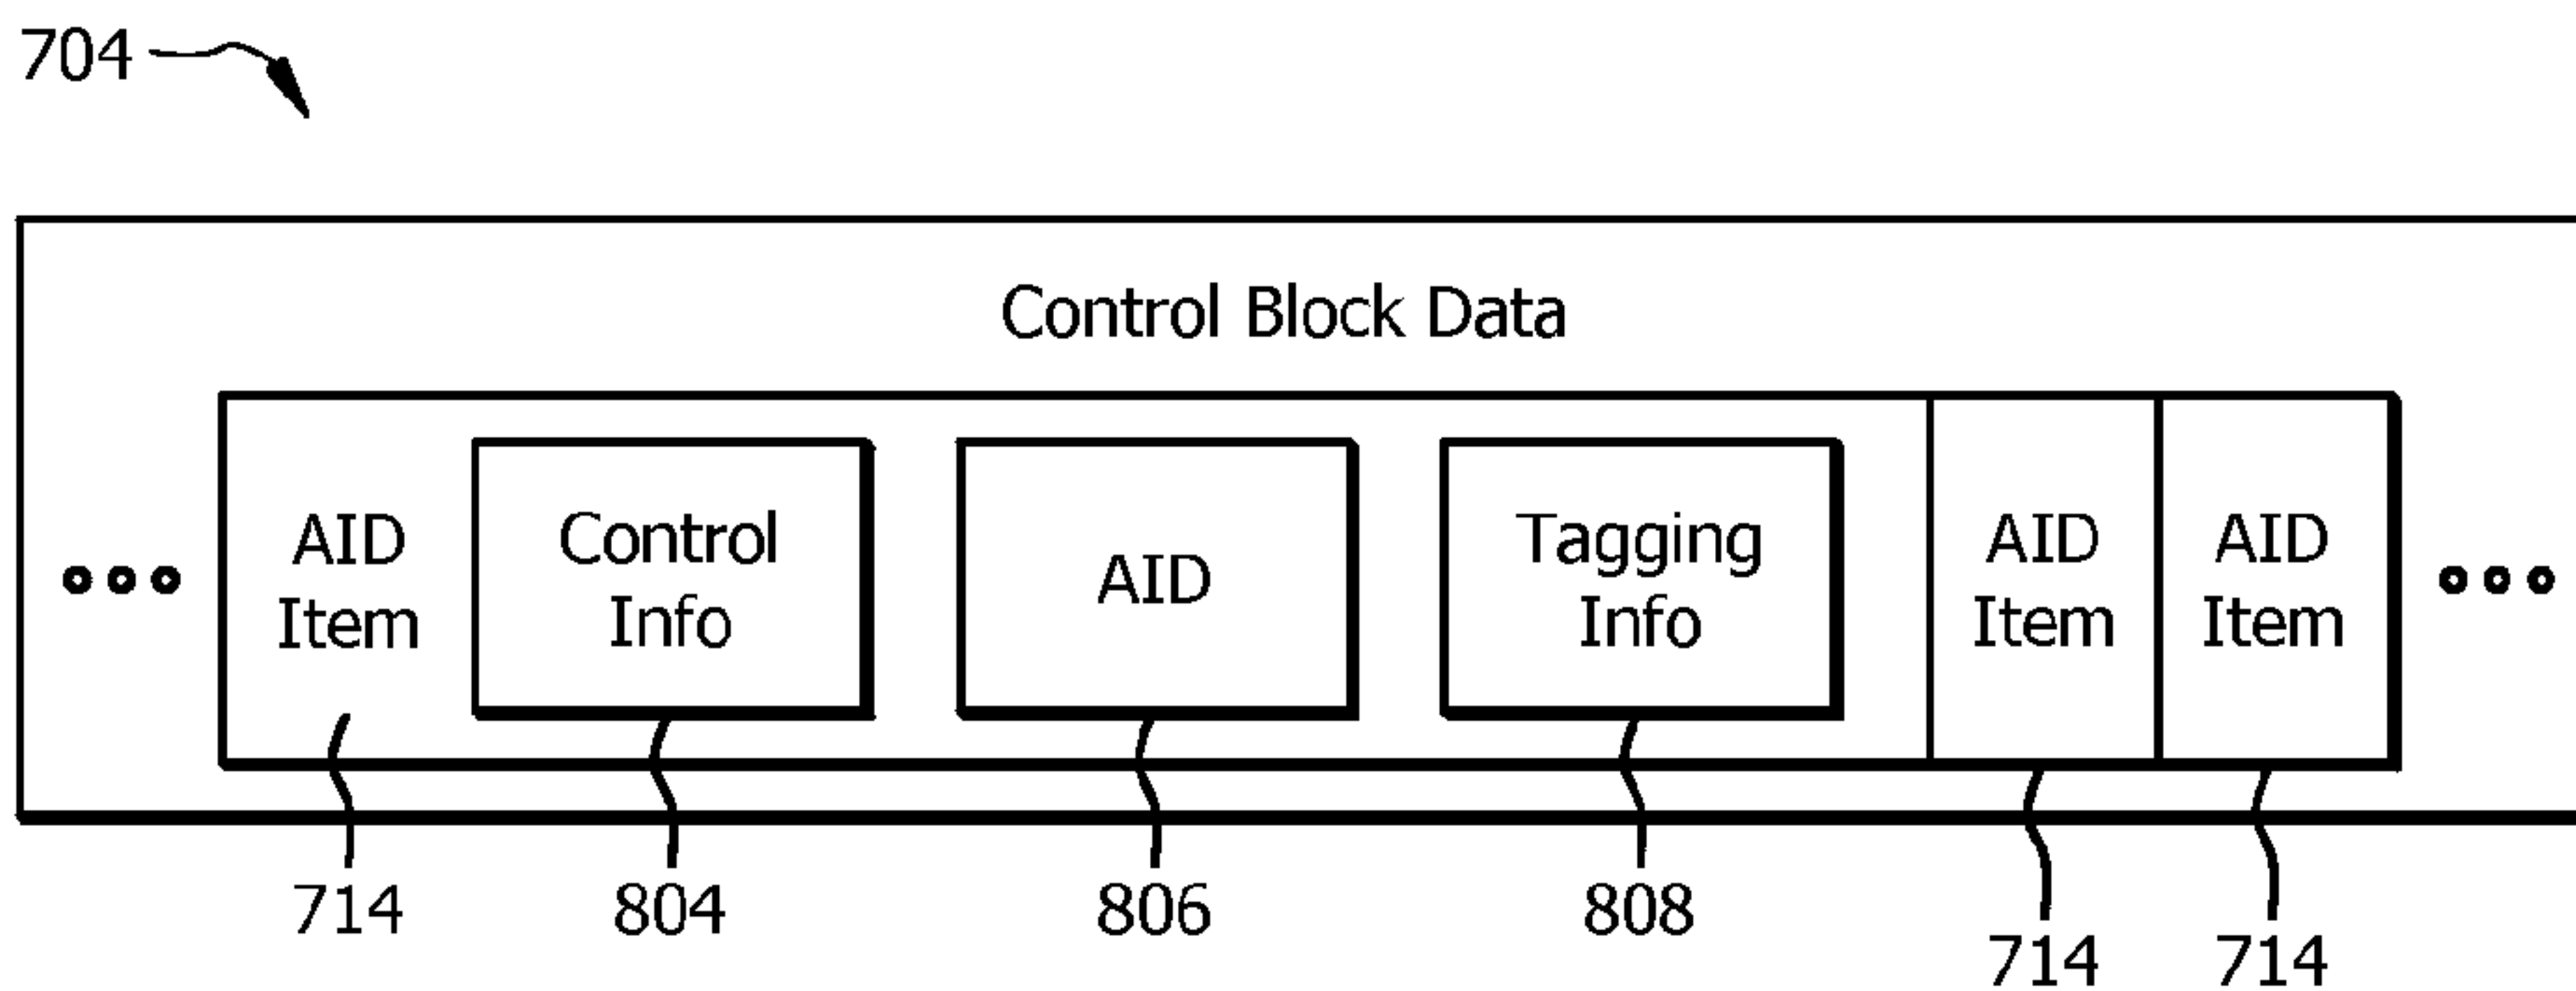 704
Control Block Data
AID
Item
Control
Info
AID
Tagging
Info
AID
Item
AID
Item
714
804
806
808
714
714